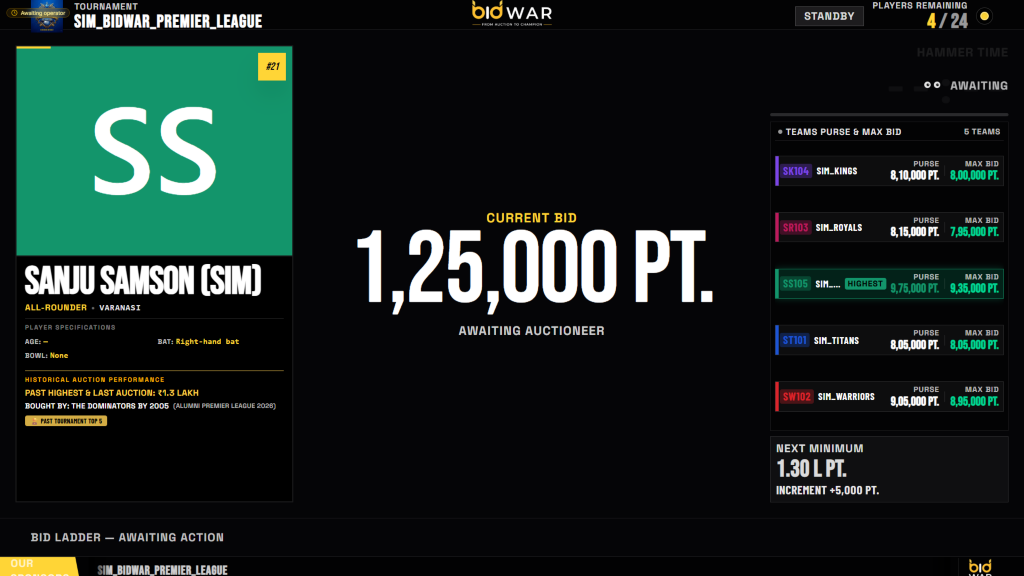 Awaiting operator
TOURNAMENT
SIM_BIDWAR_PREMIER_LEAGUE
bid WAR
FROM AUCTION TO CHAMPION
STANDBY
PLAYERS REMAINING
4 / 24
HAMMER TIME
AWAITING
#21
SS
SANJU SAMSON (SIM)
ALL-ROUNDER • VARANASI
PLAYER SPECIFICATIONS
AGE: —
BAT: Right-hand bat
BOWL: None
HISTORICAL AUCTION PERFORMANCE
PAST HIGHEST & LAST AUCTION: ₹1.3 LAKH
BOUGHT BY: THE DOMINATORS BY 2005 (ALUMNI PREMIER LEAGUE 2026)
PAST TOURNAMENT TOP 5
CURRENT BID
1,25,000 PT.
AWAITING AUCTIONEER
TEAMS PURSE & MAX BID
5 TEAMS
SK104 SIM_KINGS PURSE 8,10,000 PT. MAX BID 8,00,000 PT.
SR103 SIM_ROYALS PURSE 8,15,000 PT. MAX BID 7,95,000 PT.
SS105 SIM_... HIGHEST PURSE 9,75,000 PT. MAX BID 9,35,000 PT.
ST101 SIM_TITANS PURSE 8,05,000 PT. MAX BID 8,05,000 PT.
SW102 SIM_WARRIORS PURSE 9,05,000 PT. MAX BID 8,95,000 PT.
NEXT MINIMUM
1.30 L PT.
INCREMENT +5,000 PT.
BID LADDER — AWAITING ACTION
OUR
SIM_BIDWAR_PREMIER_LEAGUE
bid